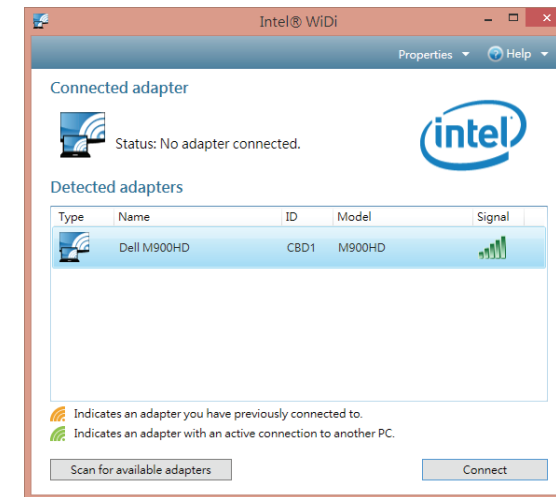 Intel® WiDi
Properties Help
Connected adapter
Status: No adapter connected.
intel
Detected adapters
Type Name ID Model Signal
Dell M900HD CBD1 M900HD
Indicates an adapter you have previously connected to.
Indicates an adapter with an active connection to another PC.
Scan for available adapters Connect